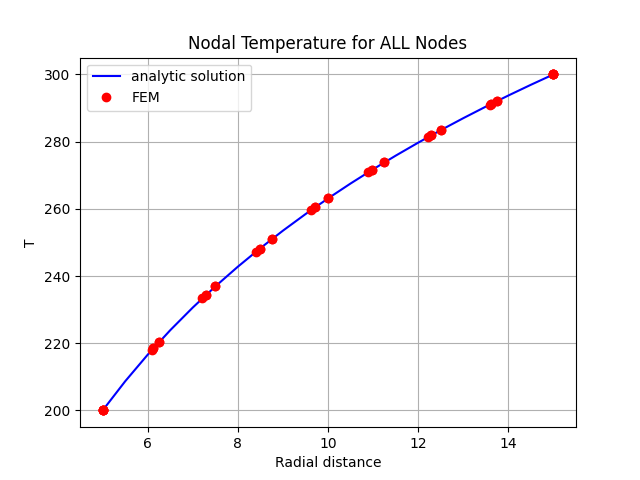 Nodal Temperature for ALL Nodes
analytic solution
FEM
300
280
260
240
220
200
T
6 8 10 12 14
Radial distance